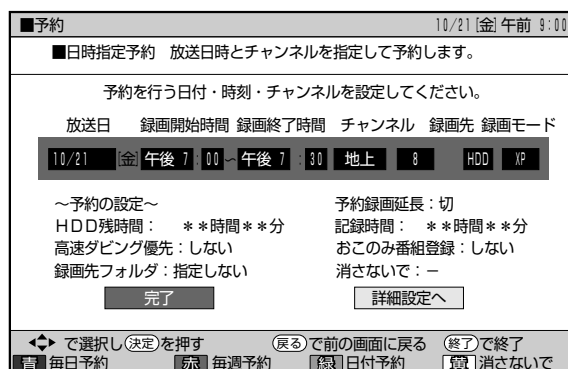 ■予約 10/21[金]午前 9:00
■日時指定予約 放送日時とチャンネルを指定して予約します。
予約を行う日付・時刻・チャンネルを設定してください。
放送日 録画開始時間 録画終了時間 チャンネル 録画先 録画モード
10/21 [金] 午後 7:00~午後 7:30 地上 8 HDD XP
~予約の設定~ 予約録画延長:切
HDD残時間: **時間**分 記録時間: **時間**分
高速ダビング優先:しない おこのみ番組登録:しない
録画先フォルダ:指定しない 消さないで:-
完了 詳細設定へ
で選択し 決定 を押す 戻る で前の画面に戻る 終了 で終了
青 毎日予約 赤 毎週予約 緑 日付予約 黄 消さないで